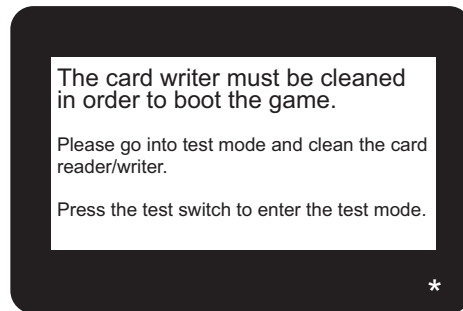 The card writer must be cleaned
in order to boot the game.
Please go into test mode and clean the card
reader/writer.
Press the test switch to enter the test mode.
*